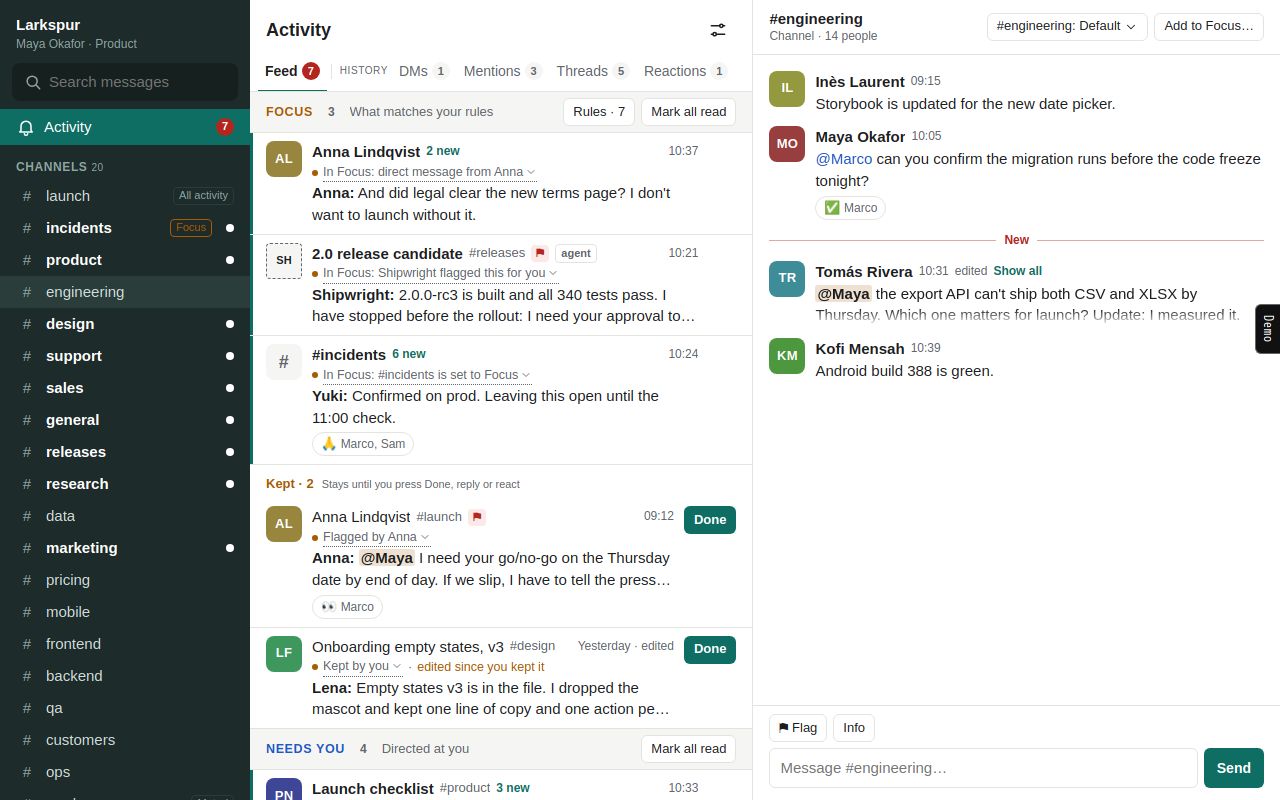 Larkspur
Maya Okafor · Product
Search messages
Activity 7
CHANNELS 20
# launch All activity
# incidents Focus
# product
# engineering
# design
# support
# sales
# general
# releases
# research
# data
# marketing
# pricing
# mobile
# frontend
# backend
# qa
# customers
# ops
Activity
Feed 7 HISTORY DMs 1 Mentions 3 Threads 5 Reactions 1
FOCUS 3 What matches your rules Rules · 7 Mark all read
AL Anna Lindqvist 2 new 10:37
In Focus: direct message from Anna
Anna: And did legal clear the new terms page? I don't
want to launch without it.
SH 2.0 release candidate #releases agent 10:21
In Focus: Shipwright flagged this for you
Shipwright: 2.0.0-rc3 is built and all 340 tests pass. I
have stopped before the rollout: I need your approval to…
# #incidents 6 new 10:24
In Focus: #incidents is set to Focus
Yuki: Confirmed on prod. Leaving this open until the
11:00 check.
🙏 Marco, Sam
Kept · 2 Stays until you press Done, reply or react
AL Anna Lindqvist #launch 09:12 Done
Flagged by Anna
Anna: @Maya I need your go/no-go on the Thursday
date by end of day. If we slip, I have to tell the press…
👀 Marco
LF Onboarding empty states, v3 #design Yesterday · edited Done
Kept by you · edited since you kept it
Lena: Empty states v3 is in the file. I dropped the
mascot and kept one line of copy and one action pe…
NEEDS YOU 4 Directed at you Mark all read
PN Launch checklist #product 3 new 10:33
#engineering
Channel · 14 people
#engineering: Default Add to Focus…
IL Inès Laurent 09:15
Storybook is updated for the new date picker.
MO Maya Okafor 10:05
@Marco can you confirm the migration runs before the code freeze
tonight?
✅ Marco
New
TR Tomás Rivera 10:31 edited Show all
@Maya the export API can't ship both CSV and XLSX by
Thursday. Which one matters for launch? Update: I measured it.
KM Kofi Mensah 10:39
Android build 388 is green.
Demo
Flag Info
Message #engineering…
Send